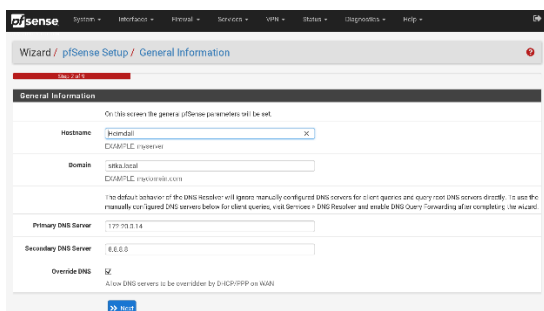 pfsense System Interfaces Firewall Services VPN Status Diagnostics Help
Wizard / pfSense Setup / General Information
Step 2 of 9
General Information
On this screen the general pfSense parameters will be set.
Hostname Heimdall
EXAMPLE: myserver
Domain sitka.local
EXAMPLE: mydomain.com
The default behavior of the DNS Resolver will ignore manually configured DNS servers for client queries and query root DNS servers directly. To use the
manually configured DNS servers below for client queries, visit Services > DNS Resolver and enable DNS Query Forwarding after completing the wizard.
Primary DNS Server
Secondary DNS Server 8.8.8.8
Override DNS
Allow DNS servers to be overridden by DHCP/PPP on WAN
>> Next